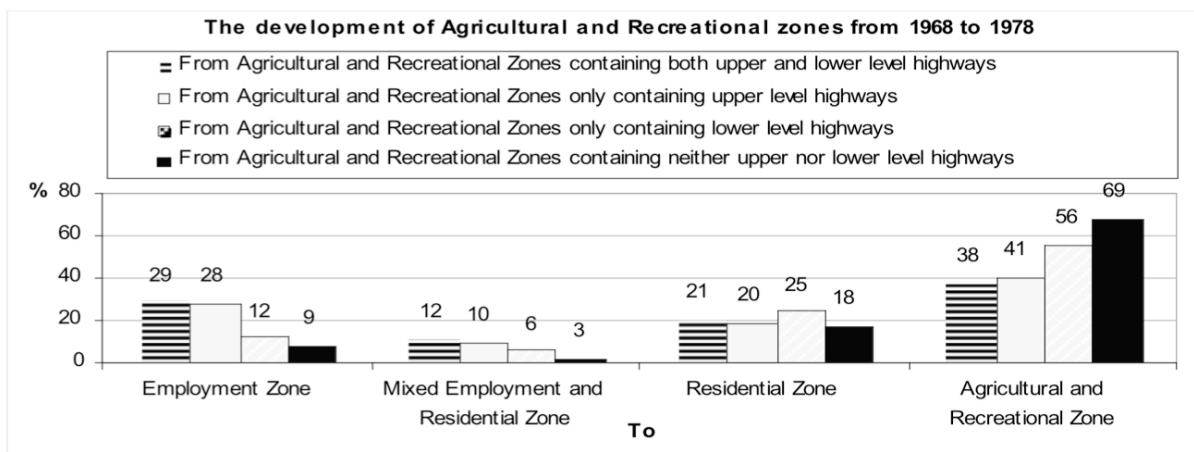 The development of Agricultural and Recreational zones from 1968 to 1978
From Agricultural and Recreational Zones containing both upper and lower level highways
From Agricultural and Recreational Zones only containing upper level highways
From Agricultural and Recreational Zones only containing lower level highways
From Agricultural and Recreational Zones containing neither upper nor lower level highways
% 80
60
40
20
0
29 28 12 9
12 10 6 3
21 20 25 18
38 41 56 69
Employment Zone
Mixed Employment and
Residential Zone
Residential Zone
Agricultural and
Recreational Zone
To